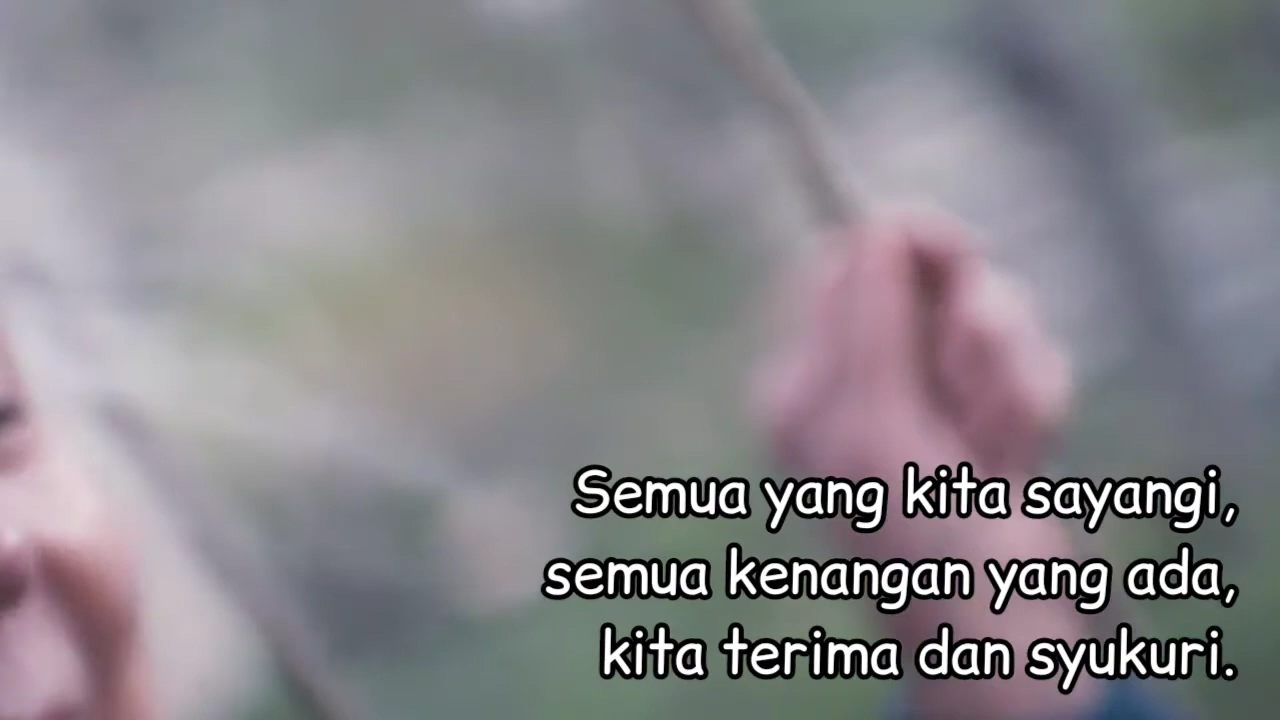 Semua yang kita sayangi,
semua kenangan yang ada,
kita terima dan syukuri.